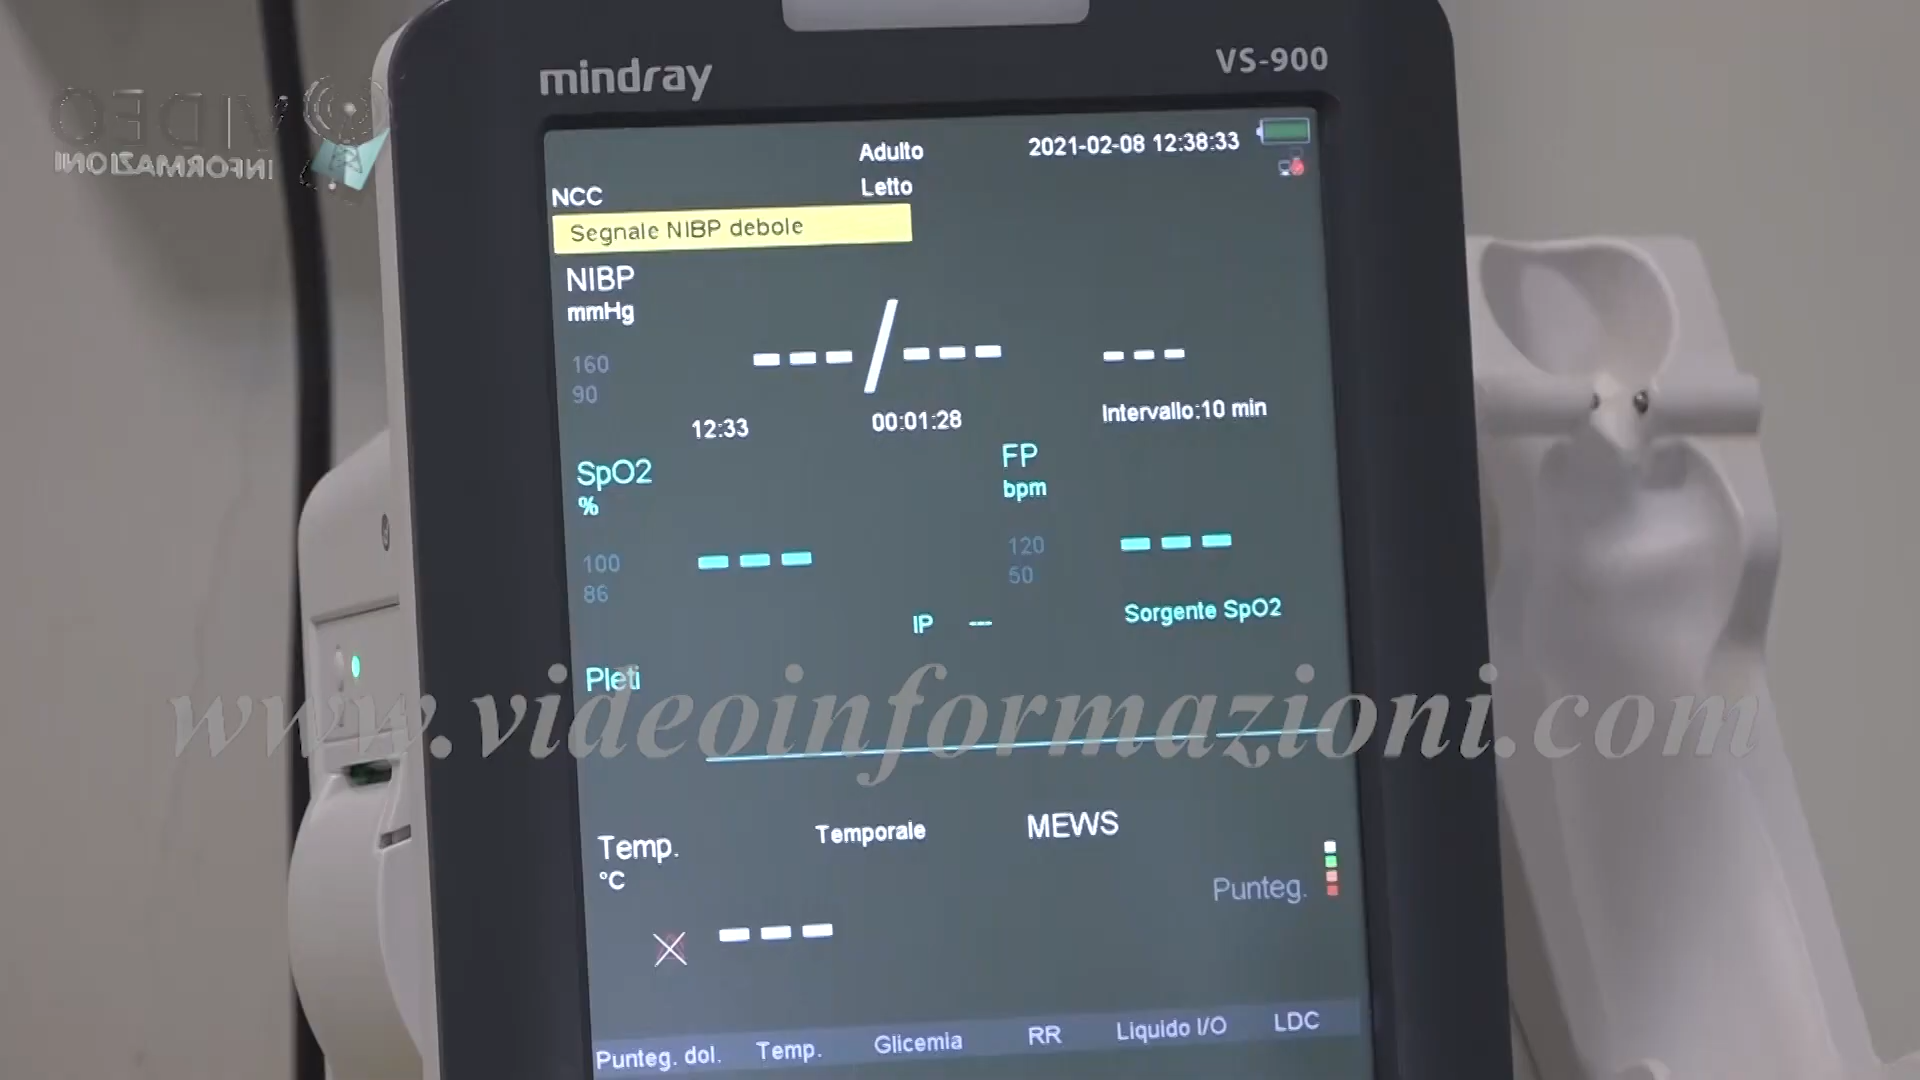 mindray
VS-900
VIDEO
INFORMAZIONI
Adulto
2021-02-08 12:38:33
NCC
Letto
Segnale NIBP debole
NIBP
mmHg
160
90
--- / ---
---
12:33
00:01:28
Intervallo:10 min
SpO2
%
FP
bpm
100
86
---
120
50
---
IP ---
Sorgente SpO2
Pleti
www.videoinformazioni.com
Temp.
°C
Temporale
MEWS
Punteg.
---
Punteg. dol.
Temp.
Glicemia
RR
Liquido I/O
LDC